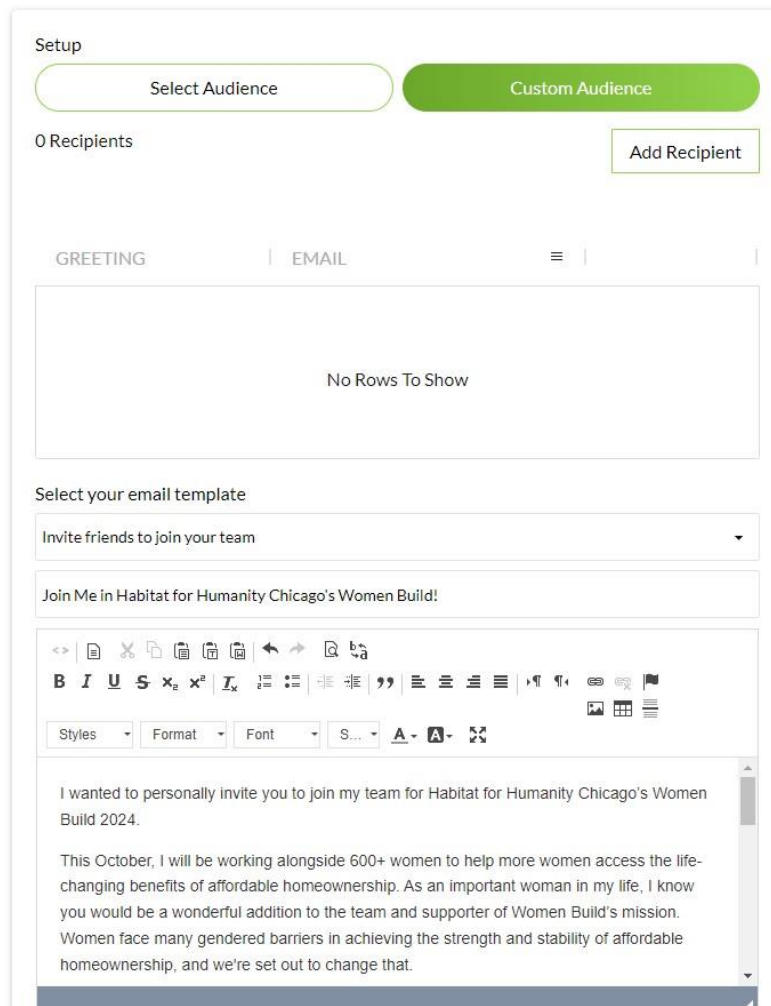 Setup
Select Audience
Custom Audience
0 Recipients
Add Recipient
GREETING
EMAIL
No Rows To Show
Select your email template
Invite friends to join your team
Join Me in Habitat for Humanity Chicago's Women Build!
B I U S x₂ x² Tx
Styles
Format
Font
S...
A
A
I wanted to personally invite you to join my team for Habitat for Humanity Chicago's Women
Build 2024.
This October, I will be working alongside 600+ women to help more women access the life-
changing benefits of affordable homeownership. As an important woman in my life, I know
you would be a wonderful addition to the team and supporter of Women Build's mission.
Women face many gendered barriers in achieving the strength and stability of affordable
homeownership, and we're set out to change that.